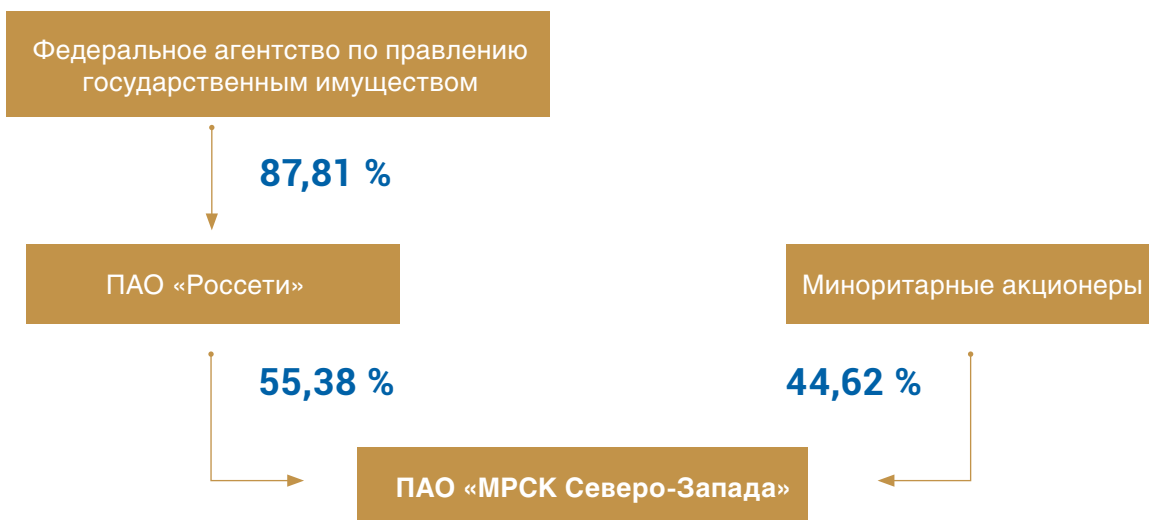 Федеральное агентство по правлению
государственным имуществом
87,81 %
ПАО «Россети»
Миноритарные акционеры
55,38 %
44,62 %
ПАО «МРСК Северо-Запада»